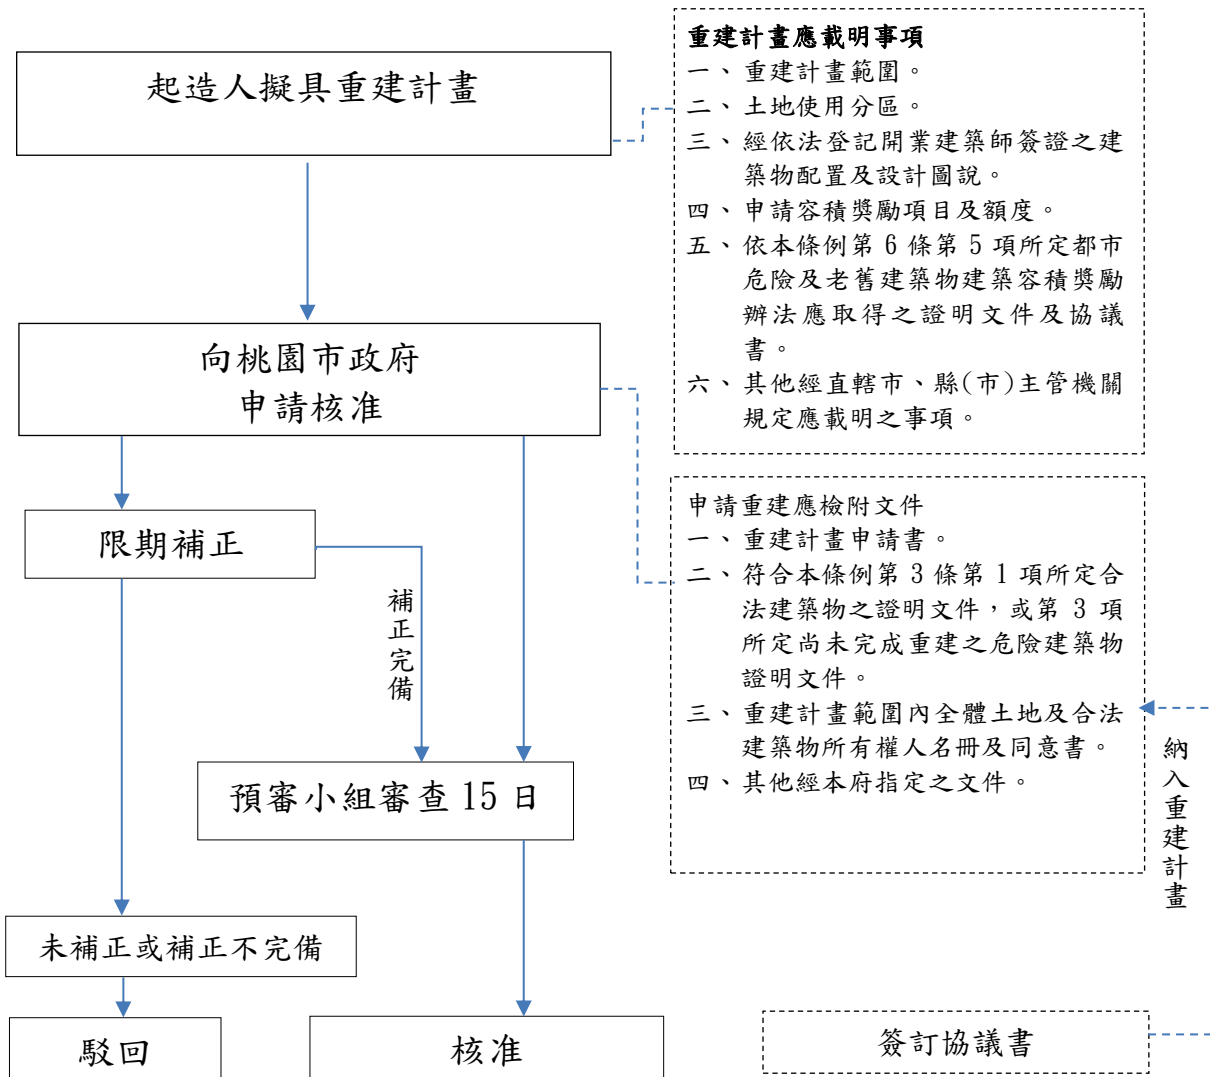 起造人擬具重建計畫
重建計畫應載明事項
一、重建計畫範圍。
二、土地使用分區。
三、經依法登記開業建築師簽證之建
築物配置及設計圖說。
四、申請容積獎勵項目及額度。
五、依本條例第 6 條第 5 項所定都市
危險及老舊建築物建築容積獎勵
辦法應取得之證明文件及協議
書。
六、其他經直轄市、縣(市)主管機關
規定應載明之事項。
向桃園市政府
申請核准
申請重建應檢附文件
一、重建計畫申請書。
二、符合本條例第 3 條第 1 項所定合
法建築物之證明文件，或第 3 項
所定尚未完成重建之危險建築物
證明文件。
三、重建計畫範圍內全體土地及合法
建築物所有權人名冊及同意書。
四、其他經本府指定之文件。
限期補正
補正完備
納入重建計畫
預審小組審查 15 日
未補正或補正不完備
駁回
核准
簽訂協議書